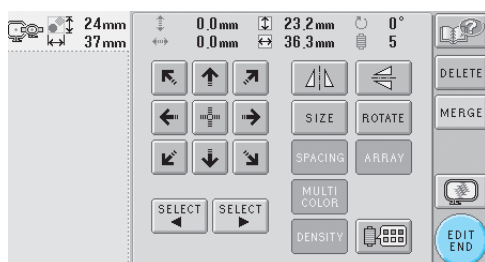 24mm 0.0mm 23.2mm 0°
37mm 0.0mm 36.3mm 5
DELETE
SIZE ROTATE MERGE
SPACING ARRAY
MULTI
COLOR
SELECT SELECT
DENSITY
EDIT
END